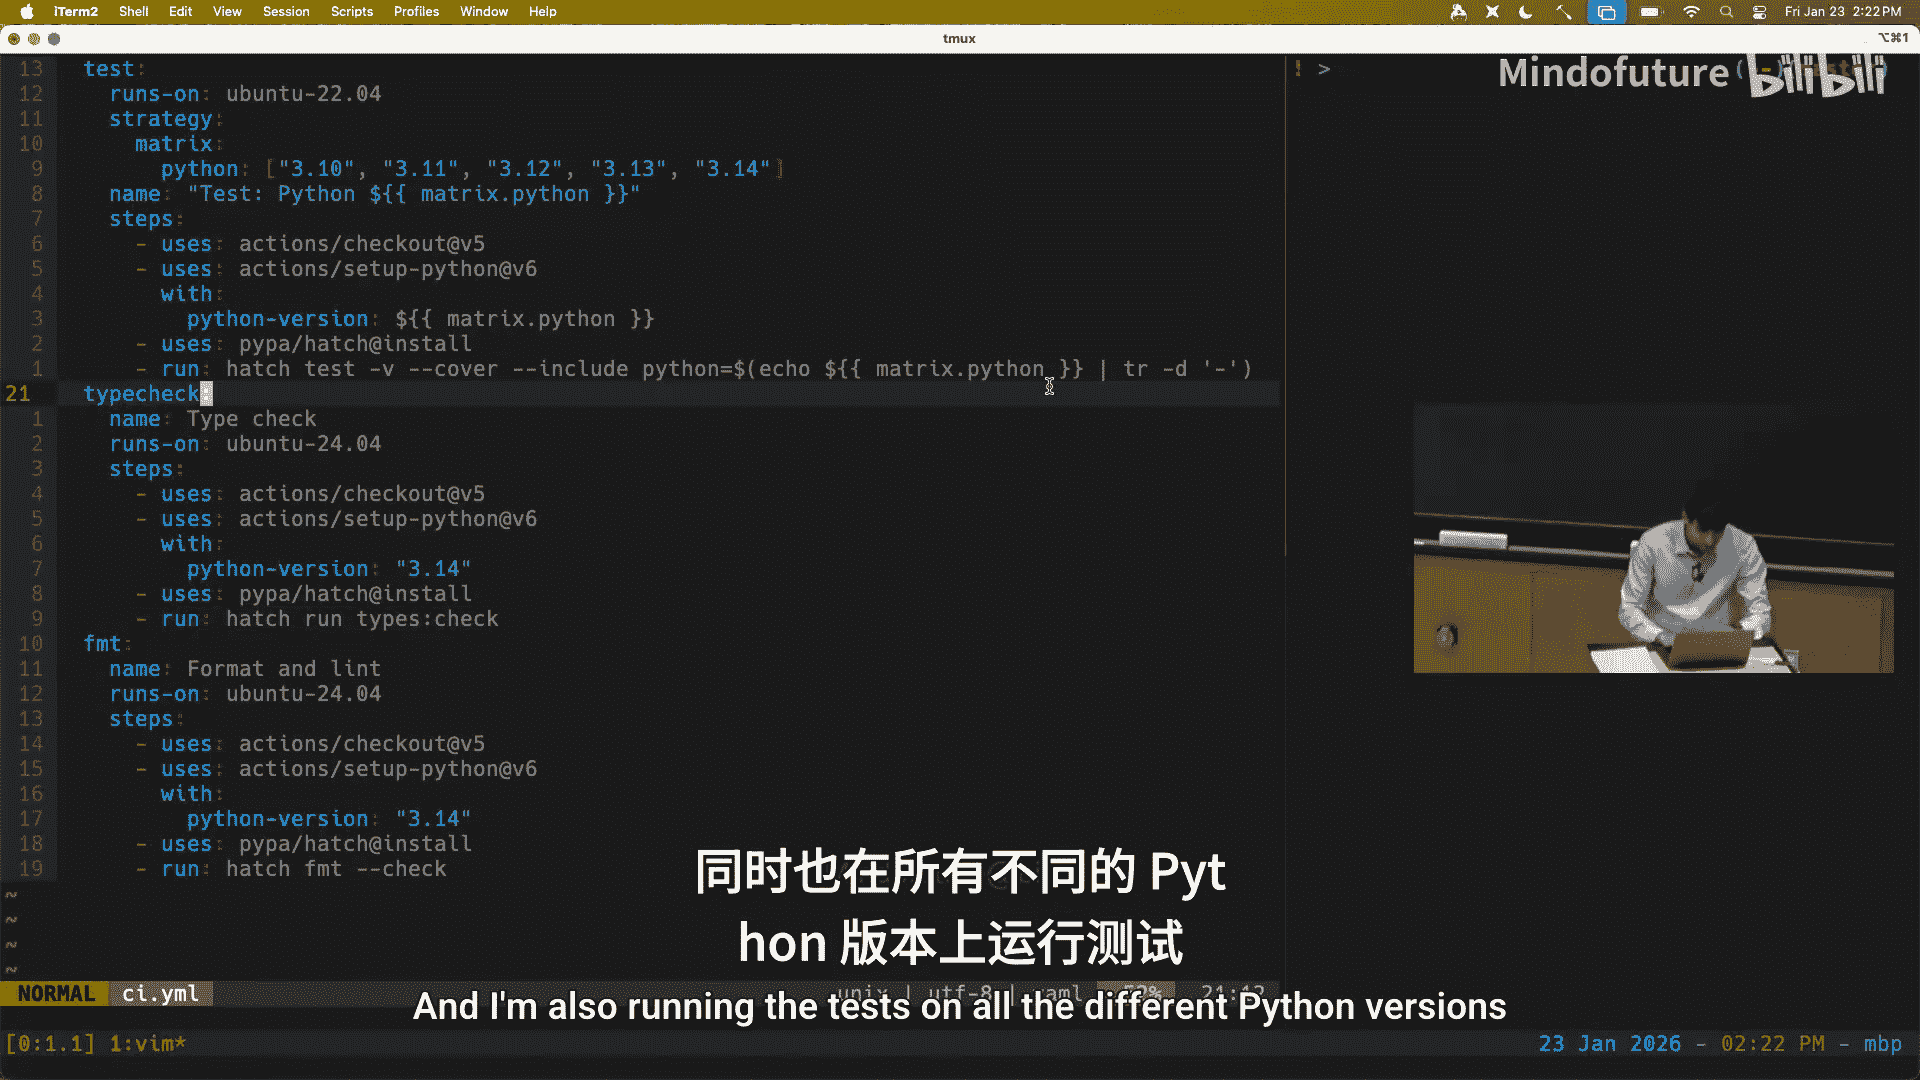 iTerm2 Shell Edit View Session Scripts Profiles Window Help Fri Jan 23 2:22 PM
tmux ⌥⌘1
13 test:
12 runs-on: ubuntu-22.04
11 strategy:
10 matrix:
9 python: ["3.10", "3.11", "3.12", "3.13", "3.14"]
8 name: "Test: Python ${{ matrix.python }}"
7 steps:
6 - uses: actions/checkout@v5
5 - uses: actions/setup-python@v6
4 with:
3 python-version: ${{ matrix.python }}
2 - uses: pypa/hatch@install
1 - run: hatch test -v --cover --include python=$(echo ${{ matrix.python }} | tr -d '-')
21 typecheck:
1 name: Type check
2 runs-on: ubuntu-24.04
3 steps:
4 - uses: actions/checkout@v5
5 - uses: actions/setup-python@v6
6 with:
7 python-version: "3.14"
8 - uses: pypa/hatch@install
9 - run: hatch run types:check
10 fmt:
11 name: Format and lint
12 runs-on: ubuntu-24.04
13 steps:
14 - uses: actions/checkout@v5
15 - uses: actions/setup-python@v6
16 with:
17 python-version: "3.14"
18 - uses: pypa/hatch@install
19 - run: hatch fmt --check
~
~
~
~
! >
Mindofuture bilibili
同时也在所有不同的 Pyt
hon 版本上运行测试
NORMAL ci.yml unix | utf-8 | yaml 52% 21:12
And I'm also running the tests on all the different Python versions
[0:1.1] 1:vim* 23 Jan 2026 - 02:22 PM - mbp